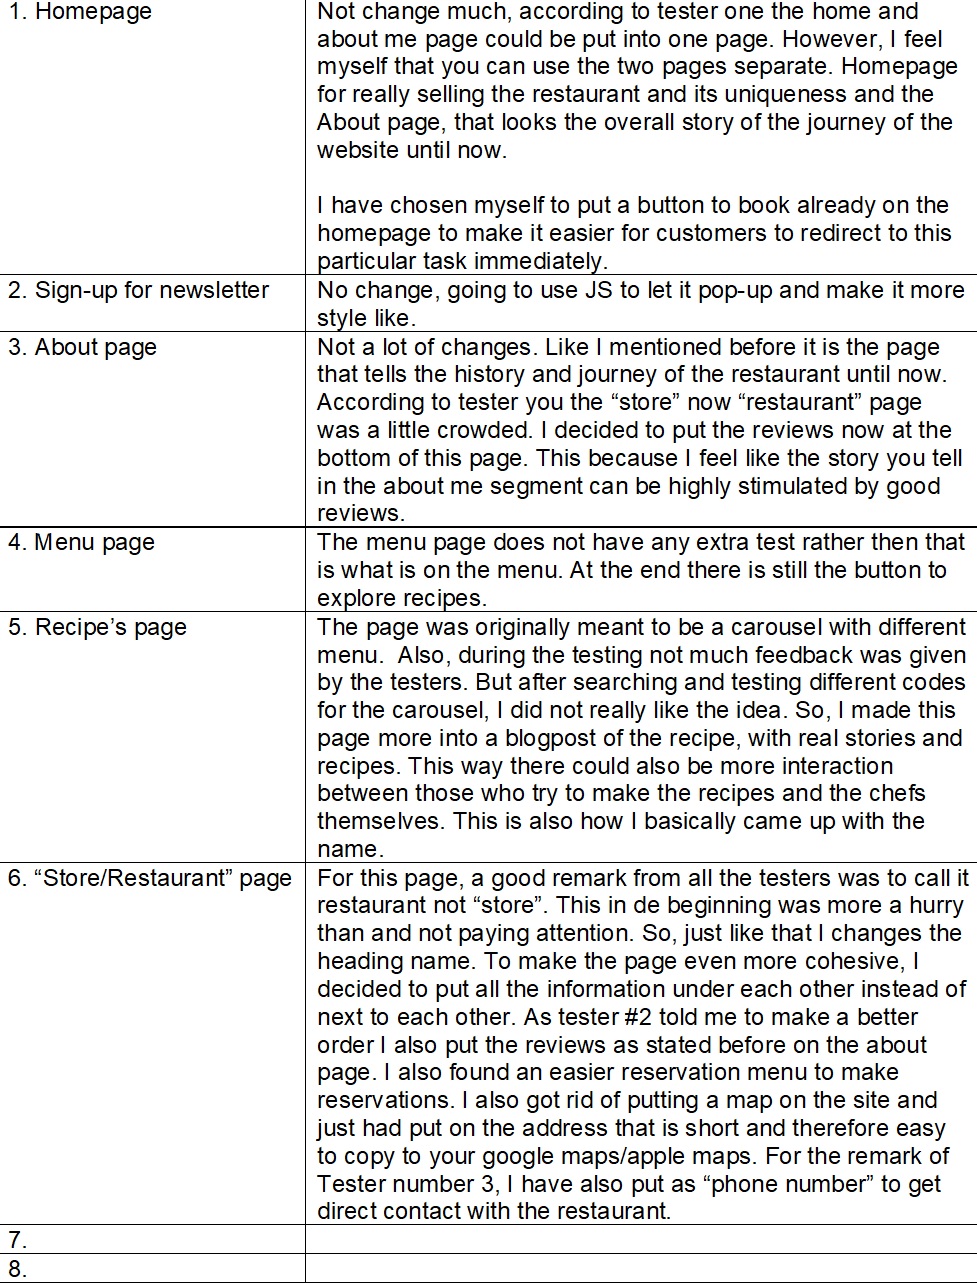 1. Homepage
Not change much, according to tester one the home and
about me page could be put into one page. However, I feel
myself that you can use the two pages separate. Homepage
for really selling the restaurant and its uniqueness and the
About page, that looks the overall story of the journey of the
website until now.
I have chosen myself to put a button to book already on the
homepage to make it easier for customers to redirect to this
particular task immediately.
2. Sign-up for newsletter
No change, going to use JS to let it pop-up and make it more
style like.
3. About page
Not a lot of changes. Like I mentioned before it is the page
that tells the history and journey of the restaurant until now.
According to tester you the “store” now “restaurant” page
was a little crowded. I decided to put the reviews now at the
bottom of this page. This because I feel like the story you tell
in the about me segment can be highly stimulated by good
reviews.
4. Menu page
The menu page does not have any extra test rather then that
is what is on the menu. At the end there is still the button to
explore recipes.
5. Recipe’s page
The page was originally meant to be a carousel with different
menu.  Also, during the testing not much feedback was given
by the testers. But after searching and testing different codes
for the carousel, I did not really like the idea. So, I made this
page more into a blogpost of the recipe, with real stories and
recipes. This way there could also be more interaction
between those who try to make the recipes and the chefs
themselves. This is also how I basically came up with the
name.
6. “Store/Restaurant” page
For this page, a good remark from all the testers was to call it
restaurant not “store”. This in de beginning was more a hurry
than and not paying attention. So, just like that I changes the
heading name. To make the page even more cohesive, I
decided to put all the information under each other instead of
next to each other. As tester #2 told me to make a better
order I also put the reviews as stated before on the about
page. I also found an easier reservation menu to make
reservations. I also got rid of putting a map on the site and
just had put on the address that is short and therefore easy
to copy to your google maps/apple maps. For the remark of
Tester number 3, I have also put as “phone number” to get
direct contact with the restaurant.
7.
8.